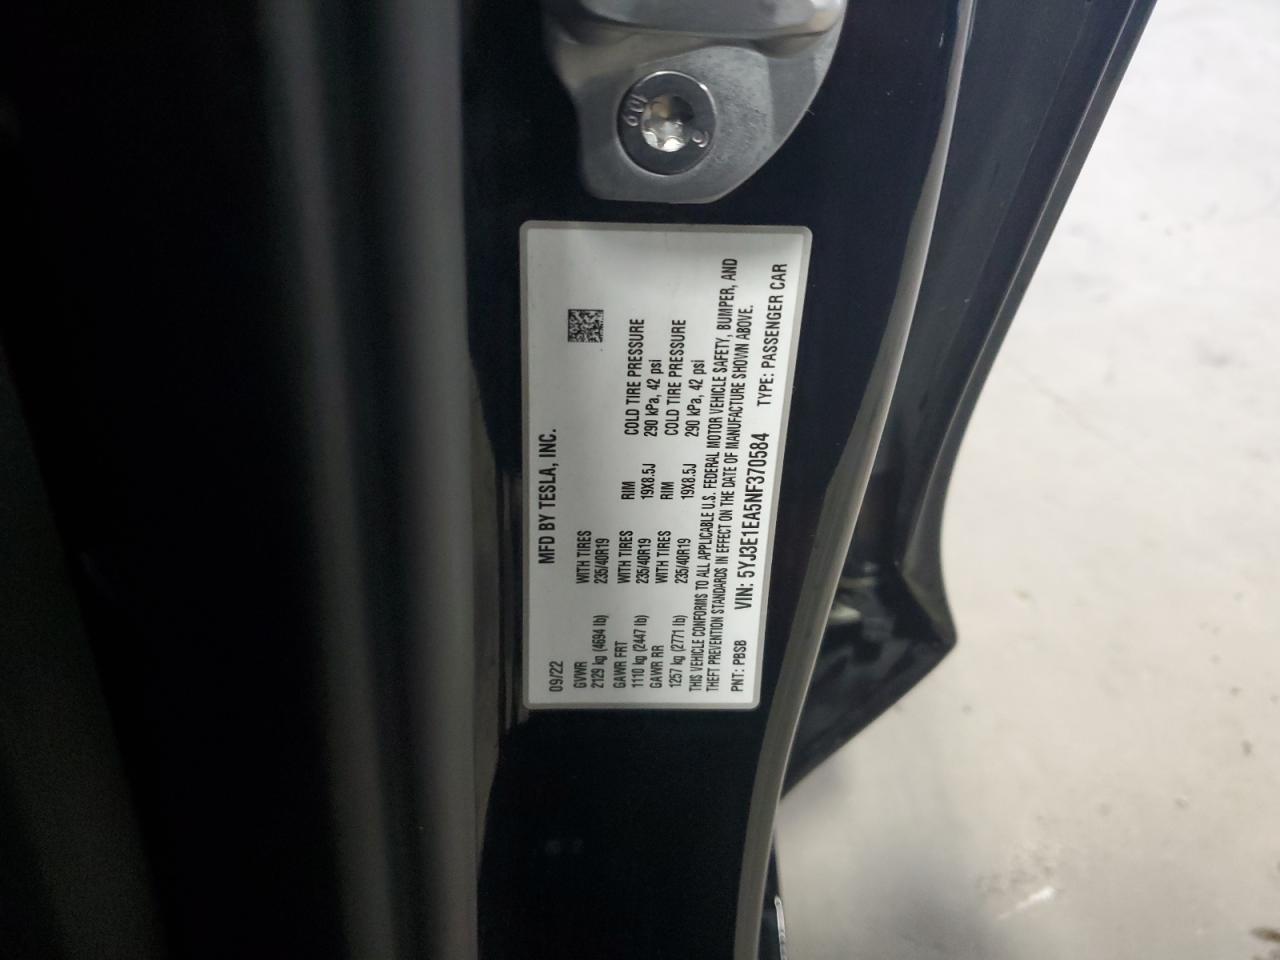 MFD BY TESLA, INC.
09/22
GVWR WITH TIRES
2129 kg (4694 lb) 235/40R19
GAWR FRT WITH TIRES RIM COLD TIRE PRESSURE
1110 kg (2447 lb) 235/40R19 19X8.5J 290 kPa, 42 psi
GAWR RR WITH TIRES RIM COLD TIRE PRESSURE
1257 kg (2771 lb) 235/40R19 19X8.5J 290 kPa, 42 psi
THIS VEHICLE CONFORMS TO ALL APPLICABLE U.S. FEDERAL MOTOR VEHICLE SAFETY, BUMPER, AND
THEFT PREVENTION STANDARDS IN EFFECT ON THE DATE OF MANUFACTURE SHOWN ABOVE.
PNT: PBSB VIN: 5YJ3E1EA5NF370584 TYPE: PASSENGER CAR